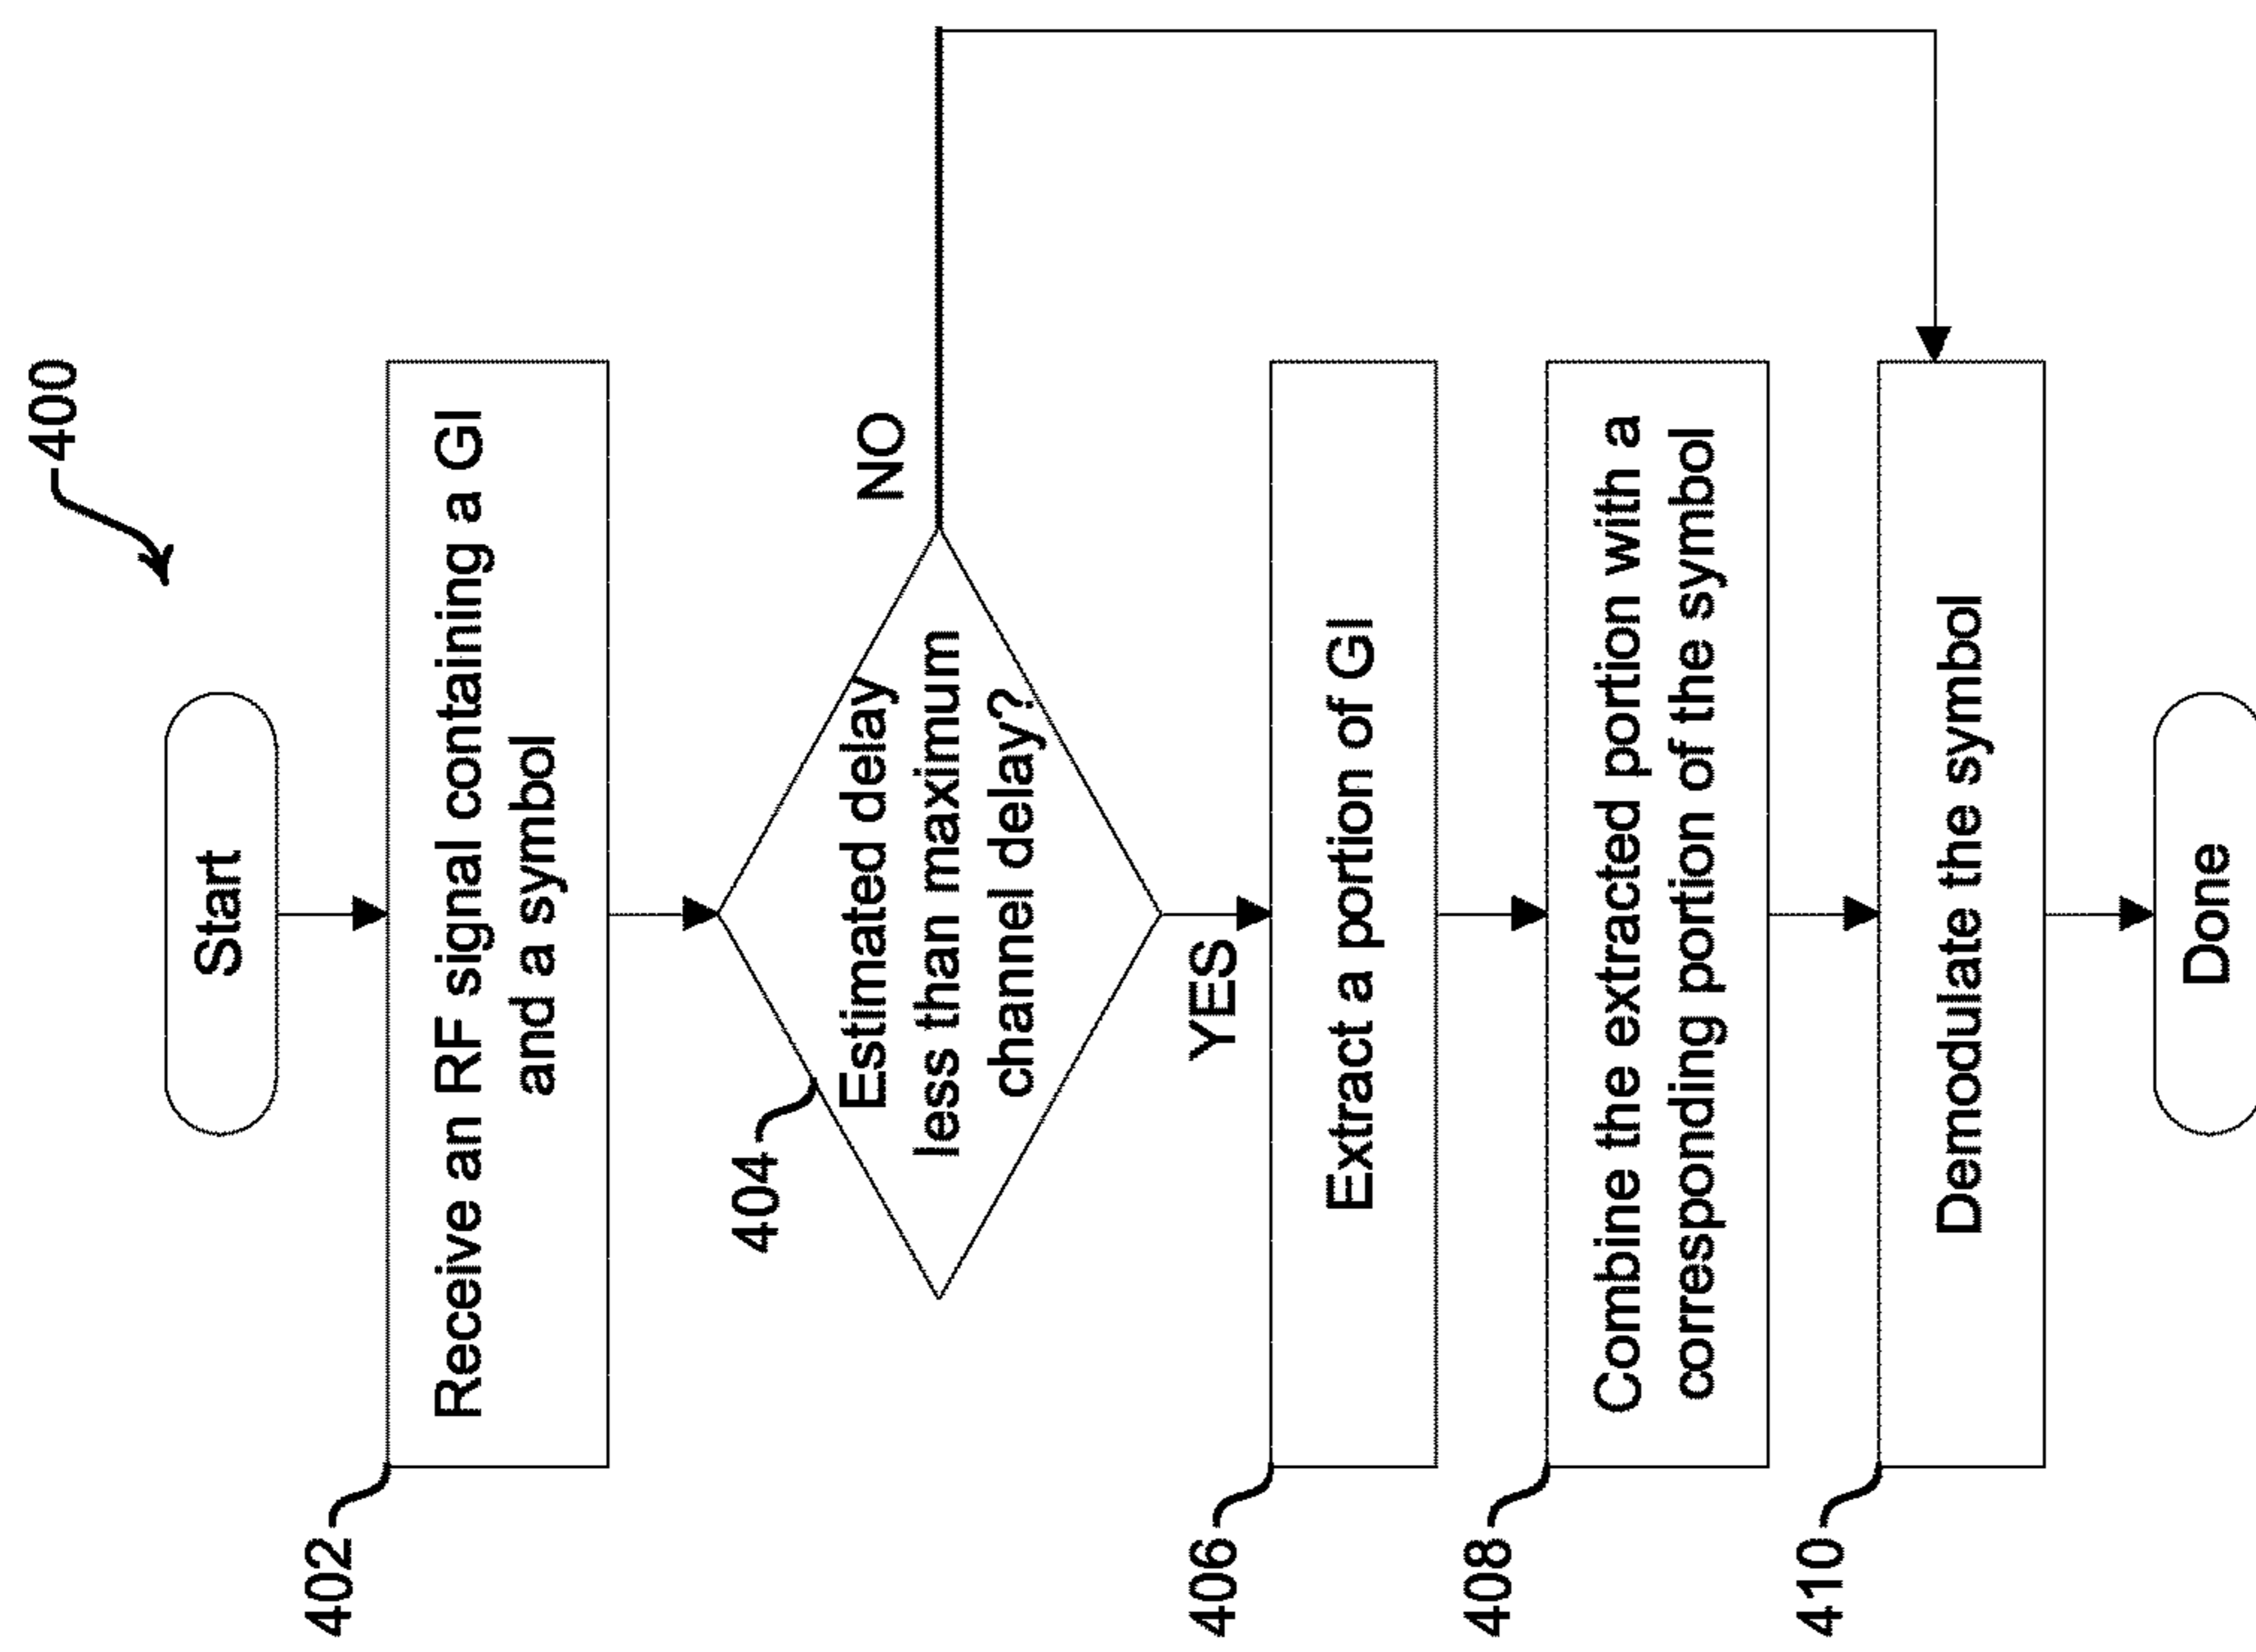 400
Start
402
Receive an RF signal containing a GI
and a symbol
404
Estimated delay
less than maximum
channel delay?
NO
YES
406
Extract a portion of GI
408
Combine the extracted portion with a
corresponding portion of the symbol
410
Demodulate the symbol
Done